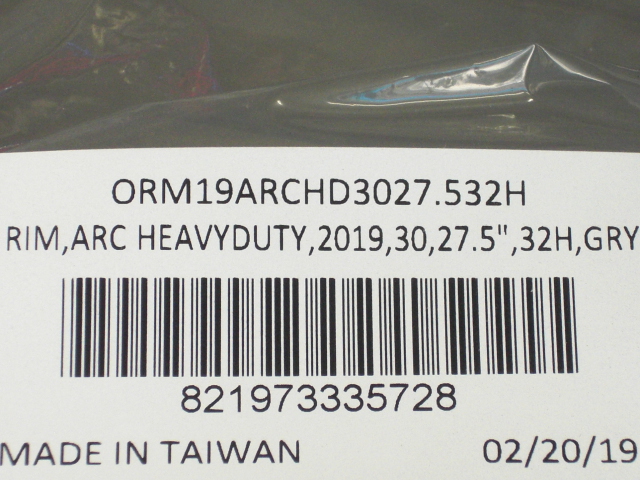 ORM19ARCHD3027.532H
RIM,ARC HEAVYDUTY,2019,30,27.5",32H,GRY
821973335728
MADE IN TAIWAN
02/20/19